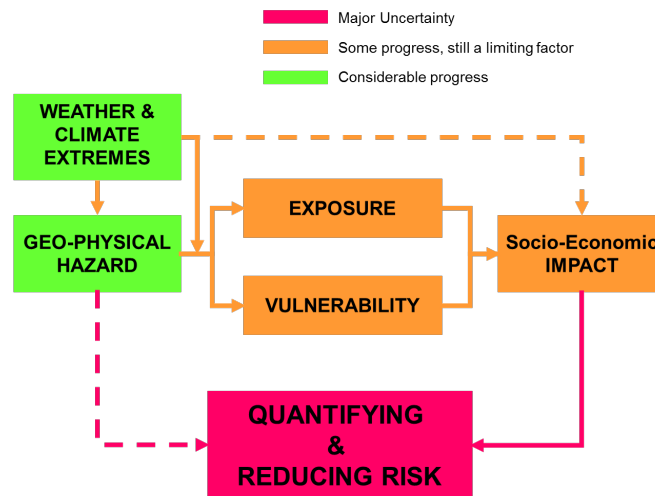 Major Uncertainty
Some progress, still a limiting factor
Considerable progress
WEATHER &
CLIMATE
EXTREMES
EXPOSURE
GEO-PHYSICAL
HAZARD
Socio-Economic
IMPACT
VULNERABILITY
QUANTIFYING
&
REDUCING RISK